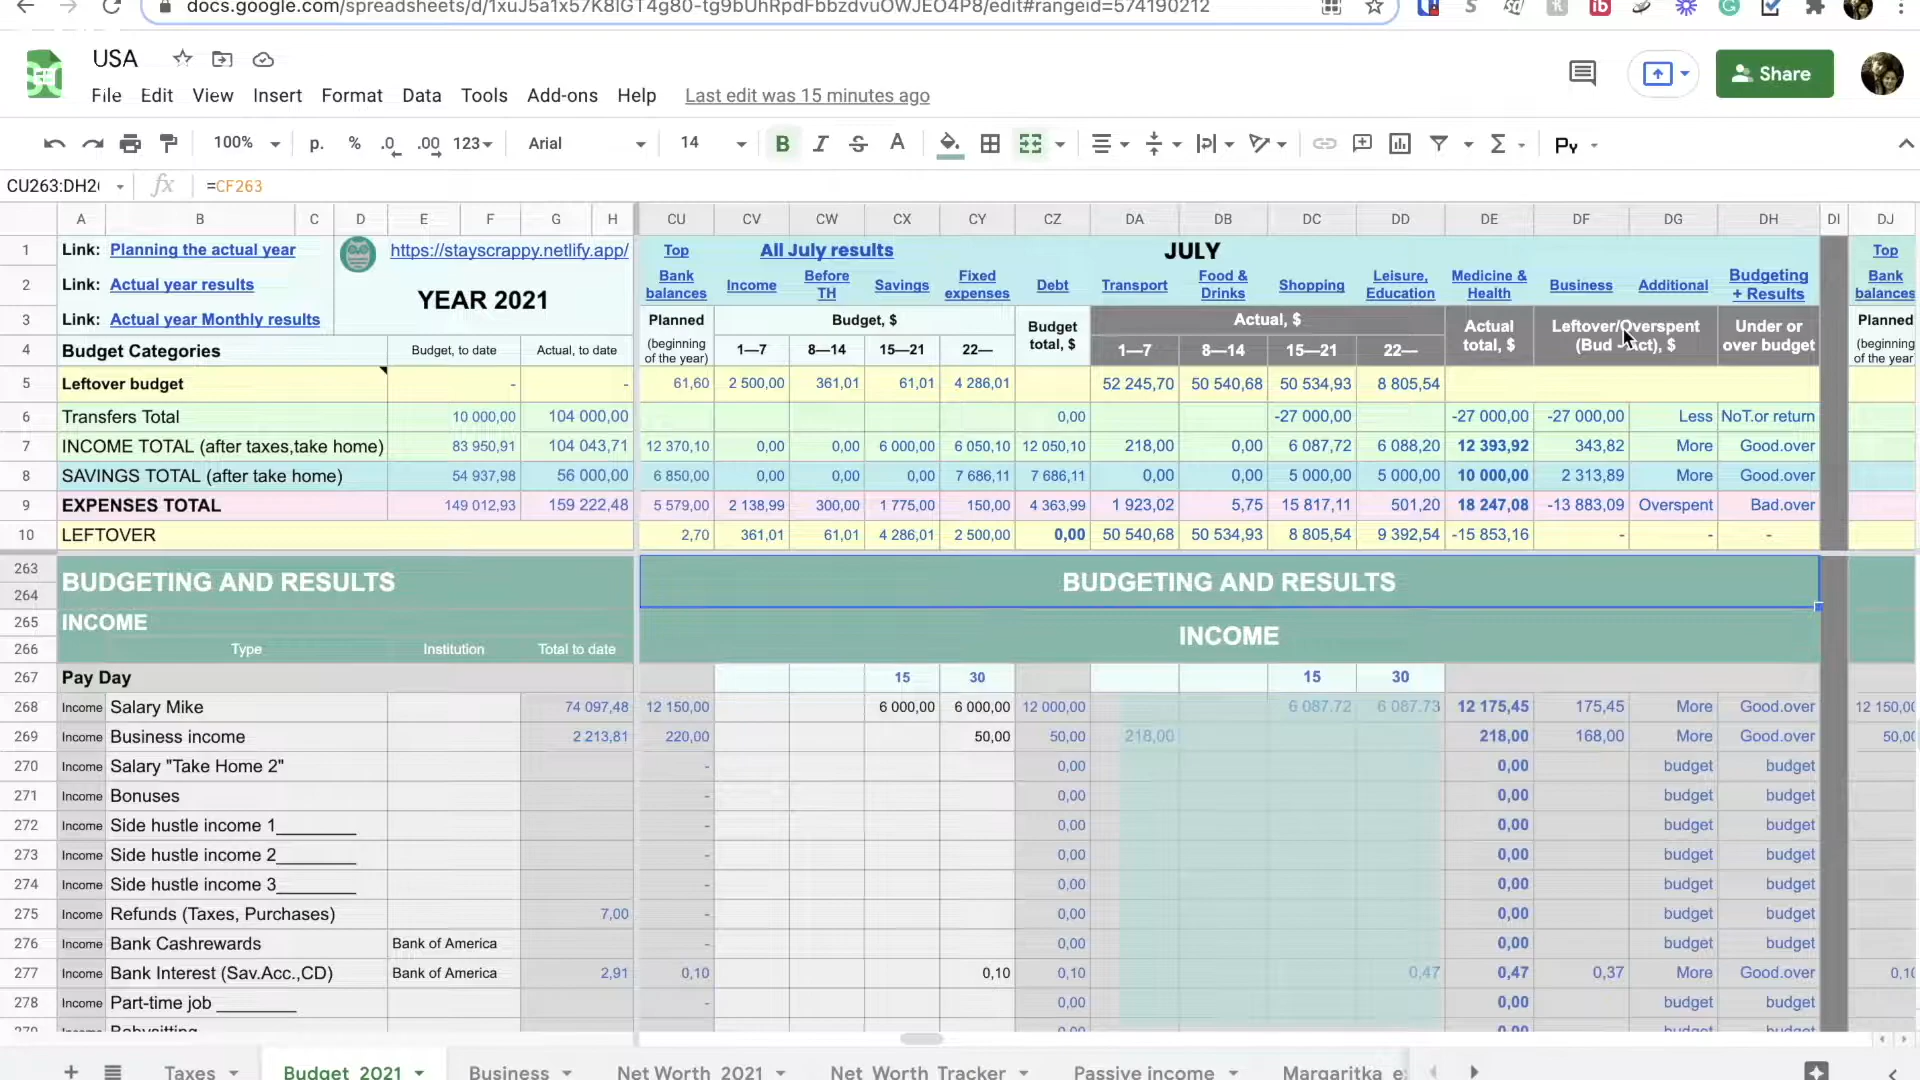 docs.google.com/spreadsheets/d/1xuJ5a1x57K8IGT4g80-tg9bUhRpdFbbzdvuOWJEO4P8/edit#rangeid=574190212
USA
Share
File Edit View Insert Format Data Tools Add-ons Help Last edit was 15 minutes ago
100% p. % .0 .00 123 Arial 14 B I S A Σ Py
CU263:DH2 fx =CF263
A B C D E F G H CU CV CW CX CY CZ DA DB DC DD DE DF DG DH DI DJ
1 Link: Planning the actual year https://stayscrappy.netlify.app/ Top All July results JULY Top
2 Link: Actual year results YEAR 2021 Bank balances Income Before TH Savings Fixed expenses Debt Transport Food & Drinks Shopping Leisure, Education Medicine & Health Business Additional Budgeting + Results Bank balances
3 Link: Actual year Monthly results Planned Budget, $ Budget total, $ Actual, $ Actual total, $ Leftover/Overspent (Bud - Act), $ Under or over budget Planned
4 Budget Categories Budget, to date Actual, to date (beginning of the year) 1—7 8—14 15—21 22— 1—7 8—14 15—21 22— (beginning of the year
5 Leftover budget - - 61,60 2 500,00 361,01 61,01 4 286,01 52 245,70 50 540,68 50 534,93 8 805,54
6 Transfers Total 10 000,00 104 000,00 0,00 -27 000,00 -27 000,00 -27 000,00 Less NoT.or return
7 INCOME TOTAL (after taxes,take home) 83 950,91 104 043,71 12 370,10 0,00 0,00 6 000,00 6 050,10 12 050,10 218,00 0,00 6 087,72 6 088,20 12 393,92 343,82 More Good.over
8 SAVINGS TOTAL (after take home) 54 937,98 56 000,00 6 850,00 0,00 0,00 0,00 7 686,11 7 686,11 0,00 0,00 5 000,00 5 000,00 10 000,00 2 313,89 More Good.over
9 EXPENSES TOTAL 149 012,93 159 222,48 5 579,00 2 138,99 300,00 1 775,00 150,00 4 363,99 1 923,02 5,75 15 817,11 501,20 18 247,08 -13 883,09 Overspent Bad.over
10 LEFTOVER 2,70 361,01 61,01 4 286,01 2 500,00 0,00 50 540,68 50 534,93 8 805,54 9 392,54 -15 853,16 - - -
263 BUDGETING AND RESULTS BUDGETING AND RESULTS
264
265 INCOME INCOME
266 Type Institution Total to date
267 Pay Day 15 30 15 30
268 Income Salary Mike 74 097,48 12 150,00 6 000,00 6 000,00 12 000,00 6 087.72 6 087.73 12 175,45 175,45 More Good.over 12 150,00
269 Income Business income 2 213,81 220,00 50,00 50,00 218,00 218,00 168,00 More Good.over 50,00
270 Income Salary "Take Home 2" - 0,00 0,00 budget budget
271 Income Bonuses - 0,00 0,00 budget budget
272 Income Side hustle income 1________ - 0,00 0,00 budget budget
273 Income Side hustle income 2________ - 0,00 0,00 budget budget
274 Income Side hustle income 3________ - 0,00 0,00 budget budget
275 Income Refunds (Taxes, Purchases) 7,00 - 0,00 0,00 budget budget
276 Income Bank Cashrewards Bank of America - 0,00 0,00 budget budget
277 Income Bank Interest (Sav.Acc.,CD) Bank of America 2,91 0,10 0,10 0,10 0,47 0,47 0,37 More Good.over 0,10
278 Income Part-time job ________ - 0,00 0,00 budget budget
279 Income Babysitting 0,00 0,00 budget budget
Taxes Budget_2021 Business Net Worth_2021 Net_Worth_Tracker Passive income Margaritka_e